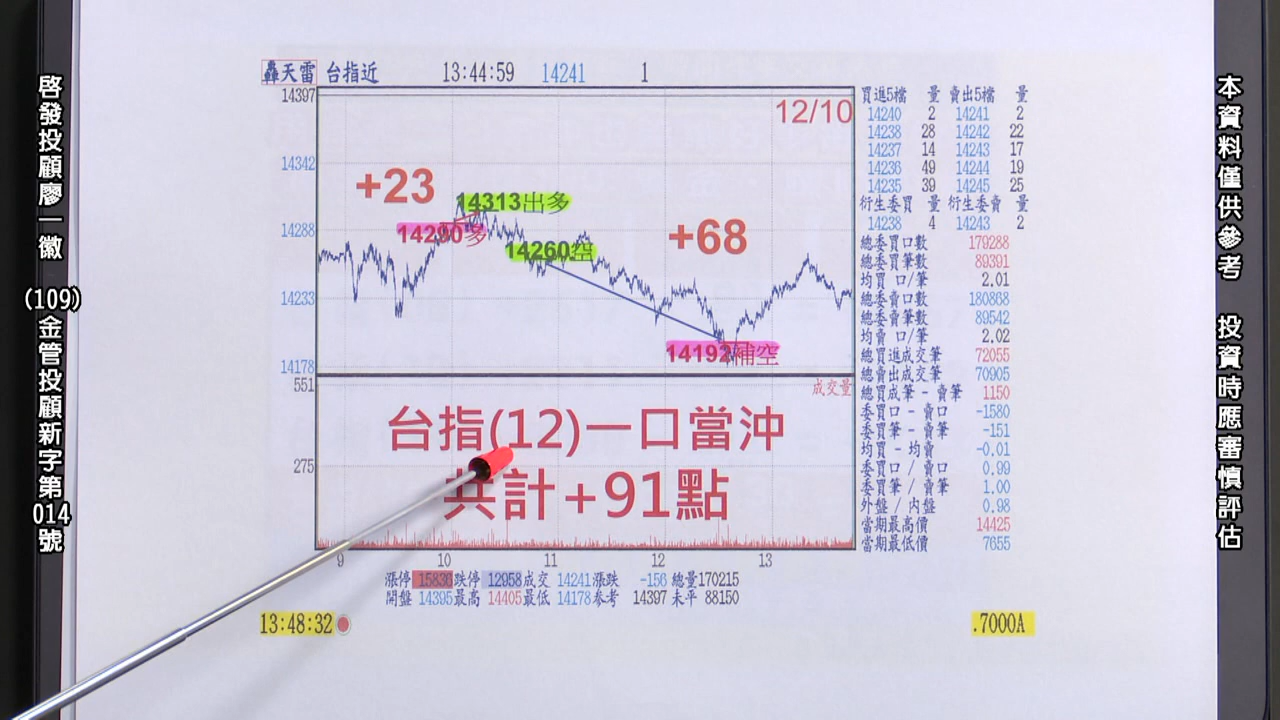 啓發投顧廖一徽 (109)金管投顧新字第014號
轟天雷 台指近 13:44:59 14241 1
14397
12/10
14342
+23
14313出多
14290多
14288
14260.空
+68
14233
14192補空
14178
551
成交量
台指(12)一口當沖
275
共計+91點
9 10 11 12 13
漲停 15836 跌停 12958 成交 14241 漲跌 -156 總量 170215
開盤 14395 最高 14405 最低 14178 參考 14397 未平 88150
13:48:32
.7000A
買進5檔 量 賣出5檔 量
14240 2 14241 2
14238 28 14242 22
14237 14 14243 17
14236 49 14244 19
14235 39 14245 25
衍生委買 量 衍生委賣 量
14238 4 14243 2
總委買口數 179288
總委買筆數 89391
均買 口/筆 2.01
總委賣口數 180868
總委賣筆數 89542
均賣 口/筆 2.02
總買進成交筆 72055
總賣出成交筆 70905
總買成筆-賣筆 1150
委買口-賣口 -1580
委買筆-賣筆 -151
均買-均賣 -0.01
委買口/賣口 0.99
委買筆/賣筆 1.00
外盤/內盤 0.98
當期最高價 14425
當期最低價 7655
本資料僅供參考 投資時應審慎評估